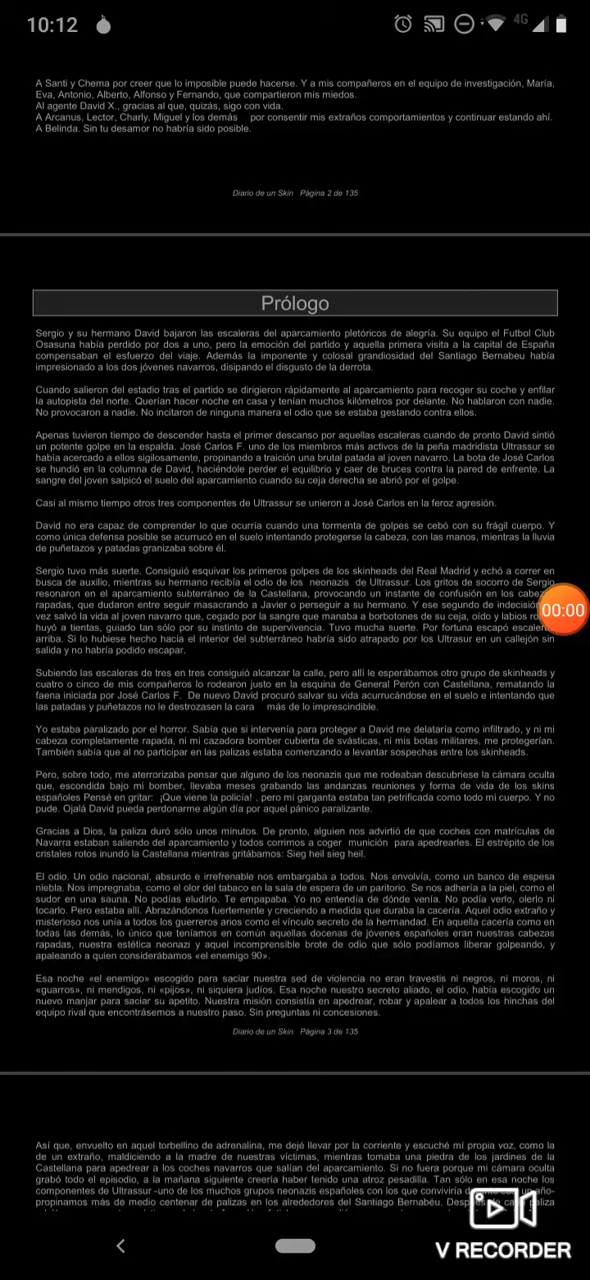 10:12
4G
A Santi y Chema por creer que lo imposible puede hacerse. Y a mis compañeros en el equipo de investigación, María,
Eva, Antonio, Alberto, Alfonso y Fernando, que compartieron mis miedos.
Al agente David X., gracias al que, quizás, sigo con vida.
A Arcanus, Lector, Charly, Miguel y los demás por consentir mis extraños comportamientos y continuar estando ahí.
A Belinda. Sin tu desamor no habría sido posible.
Diario de un Skin Página 2 de 135
Prólogo
Sergio y su hermano David bajaron las escaleras del aparcamiento pletóricos de alegría. Su equipo el Futbol Club
Osasuna había perdido por dos a uno, pero la emoción del partido y aquella primera visita a la capital de España
compensaban el esfuerzo del viaje. Además la imponente y colosal grandiosidad del Santiago Bernabeu había
impresionado a los dos jóvenes navarros, disipando el disgusto de la derrota.
Cuando salieron del estadio tras el partido se dirigieron rápidamente al aparcamiento para recoger su coche y enfilar
la autopista del norte. Querían hacer noche en casa y tenían muchos kilómetros por delante. No hablaron con nadie.
No provocaron a nadie. No incitaron de ninguna manera el odio que se estaba gestando contra ellos.
Apenas tuvieron tiempo de descender hasta el primer descanso por aquellas escaleras cuando de pronto David sintió
un potente golpe en la espalda. José Carlos F. uno de los miembros más activos de la peña madridista Ultrassur se
había acercado a ellos sigilosamente, propinando a traición una brutal patada al joven navarro. La bota de José Carlos
se hundió en la columna de David, haciéndole perder el equilibrio y caer de bruces contra la pared de enfrente. La
sangre del joven salpicó el suelo del aparcamiento cuando su ceja derecha se abrió por el golpe.
Casi al mismo tiempo otros tres componentes de Ultrassur se unieron a José Carlos en la feroz agresión.
David no era capaz de comprender lo que ocurría cuando una tormenta de golpes se cebó con su frágil cuerpo. Y
como única defensa posible se acurrucó en el suelo intentando protegerse la cabeza, con las manos, mientras la lluvia
de puñetazos y patadas granizaba sobre él.
Sergio tuvo más suerte. Consiguió esquivar los primeros golpes de los skinheads del Real Madrid y echó a correr en
busca de auxilio, mientras su hermano recibía el odio de los neonazis de Ultrassur. Los gritos de socorro de Sergio
resonaron en el aparcamiento subterráneo de la Castellana, provocando un instante de confusión en los cabez
rapadas, que dudaron entre seguir masacrando a Javier o perseguir a su hermano. Y ese segundo de indecisión
vez salvó la vida al joven navarro que, cegado por la sangre que manaba a borbotones de su ceja, oído y labios
huyó a tientas, guiado tan sólo por su instinto de supervivencia. Tuvo mucha suerte. Por fortuna escapó escaleras
arriba. Si lo hubiese hecho hacia el interior del subterráneo habría sido atrapado por los Ultrasur en un callejón sin
salida y no habría podido escapar.
Subiendo las escaleras de tres en tres consiguió alcanzar la calle, pero allí le esperábamos otro grupo de skinheads y
cuatro o cinco de mis compañeros lo rodearon justo en la esquina de General Perón con Castellana, rematando la
faena iniciada por José Carlos F. De nuevo David procuró salvar su vida acurrucándose en el suelo e intentando que
las patadas y puñetazos no le destrozasen la cara más de lo imprescindible.
Yo estaba paralizado por el horror. Sabía que si intervenía para proteger a David me delataría como infiltrado, y ni mi
cabeza completamente rapada, ni mi cazadora bomber cubierta de svásticas, ni mis botas militares, me protegerían.
También sabía que al no participar en las palizas estaba comenzando a levantar sospechas entre los skinheads.
Pero, sobre todo, me aterrorizaba pensar que alguno de los neonazis que me rodeaban descubriese la cámara oculta
que, escondida bajo mi bomber, llevaba meses grabando las andanzas reuniones y forma de vida de los skins
españoles Pensé en gritar: ¡Que viene la policía! , pero mi garganta estaba tan petrificada como todo mi cuerpo. Y no
pude. Ojalá David pueda perdonarme algún día por aquel pánico paralizante.
Gracias a Dios, la paliza duró sólo unos minutos. De pronto, alguien nos advirtió de que coches con matrículas de
Navarra estaban saliendo del aparcamiento y todos corrimos a coger munición para apedrearles. El estrépito de los
cristales rotos inundó la Castellana mientras gritábamos: Sieg heil sieg heil.
El odio. Un odio nacional, absurdo e irrefrenable nos embargaba a todos. Nos envolvía, como un banco de espesa
niebla. Nos impregnaba, como el olor del tabaco en la sala de espera de un paritorio. Se nos adhería a la piel, como el
sudor en una sauna. No podías eludirlo. Te empapaba. Yo no entendía de dónde venía. No podía verlo, olerlo ni
tocarlo. Pero estaba allí. Abrazándonos fuertemente y creciendo a medida que duraba la cacería. Aquel odio extraño y
misterioso nos unía a todos los guerreros arios como el vínculo secreto de la hermandad. En aquella cacería como en
todas las demás, lo único que teníamos en común aquellas docenas de jóvenes españoles eran nuestras cabezas
rapadas, nuestra estética neonazi y aquel incomprensible brote de odio que sólo podíamos liberar golpeando, y
apaleando a quien considerábamos «el enemigo 90».
Esa noche «el enemigo» escogido para saciar nuestra sed de violencia no eran travestis ni negros, ni moros, ni
«guarros», ni mendigos, ni «pijos», ni siquiera judíos. Esa noche nuestro secreto aliado, el odio, había escogido un
nuevo manjar para saciar su apetito. Nuestra misión consistía en apedrear, robar y apalear a todos los hinchas del
equipo rival que encontrásemos a nuestro paso. Sin preguntas ni concesiones.
Diario de un Skin Página 3 de 135
Así que, envuelto en aquel torbellino de adrenalina, me dejé llevar por la corriente y escuché mi propia voz, como la
de un extraño, maldiciendo a la madre de nuestras víctimas, mientras tomaba una piedra de los jardines de la
Castellana para apedrear a los coches navarros que salían del aparcamiento. Si no fuera porque mi cámara oculta
grabó todo el episodio, a la mañana siguiente creería haber tenido una atroz pesadilla. Tan sólo en esa noche los
componentes de Ultrassur -uno de los muchos grupos neonazis españoles con los que conviviría un año-
propinamos más de medio centenar de palizas en los alrededores del Santiago Bernabéu. paliza
00:00
V RECORDER